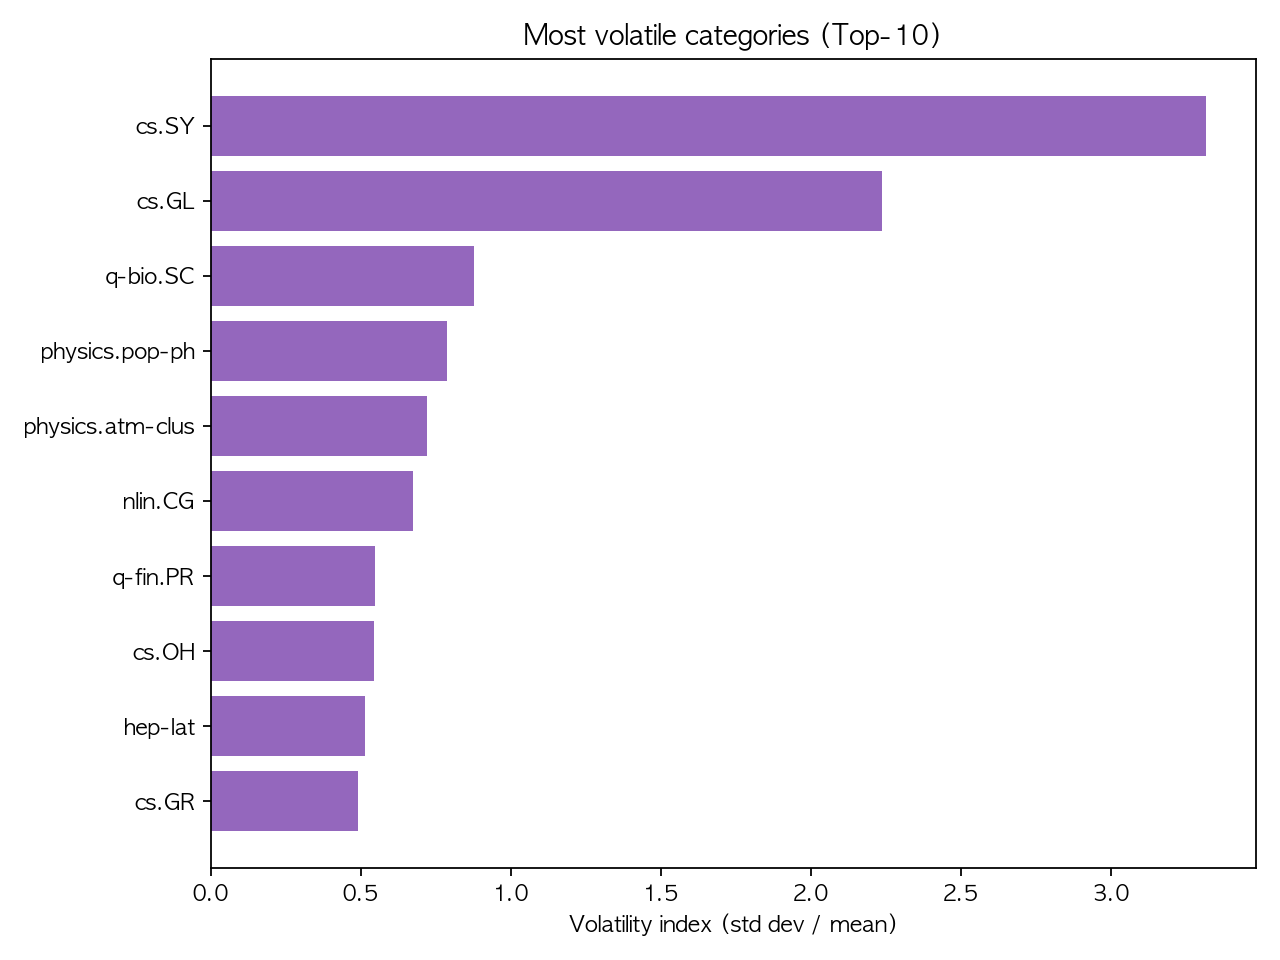 Most volatile categories (Top-10)
cs.SY
cs.GL
q-bio.SC
physics.pop-ph
physics.atm-clus
nlin.CG
q-fin.PR
cs.OH
hep-lat
cs.GR
0.0 0.5 1.0 1.5 2.0 2.5 3.0
Volatility index (std dev / mean)